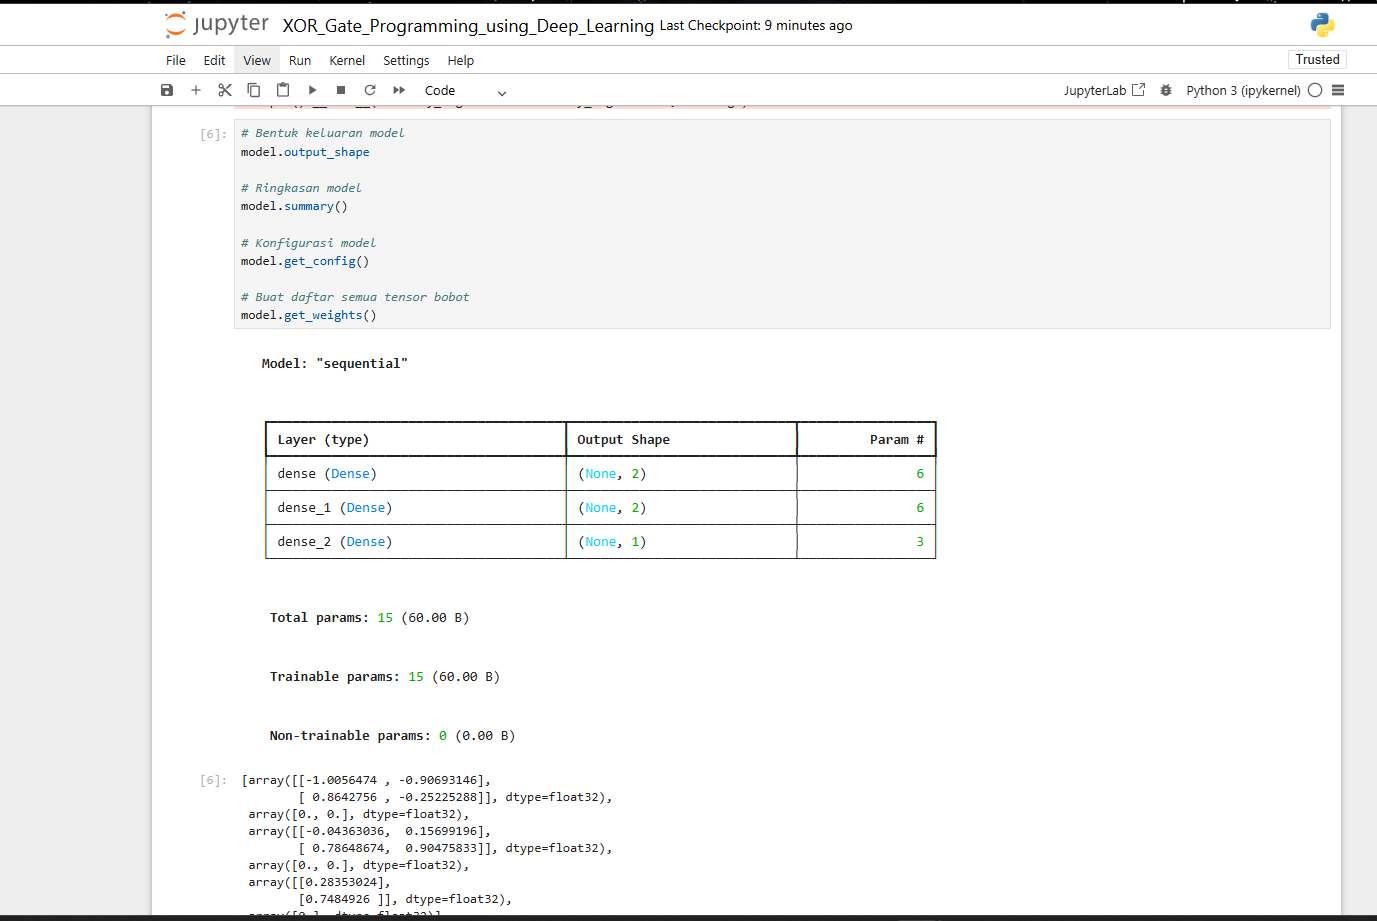 jupyter XOR_Gate_Programming_using_Deep_Learning Last Checkpoint: 9 minutes ago
File Edit View Run Kernel Settings Help Trusted
Code JupyterLab Python 3 (ipykernel)
[6]: # Bentuk keluaran model
model.output_shape
# Ringkasan model
model.summary()
# Konfigurasi model
model.get_config()
# Buat daftar semua tensor bobot
model.get_weights()
Model: "sequential"
Layer (type) Output Shape Param #
dense (Dense) (None, 2) 6
dense_1 (Dense) (None, 2) 6
dense_2 (Dense) (None, 1) 3
Total params: 15 (60.00 B)
Trainable params: 15 (60.00 B)
Non-trainable params: 0 (0.00 B)
[6]: [array([[-1.0056474 , -0.90693146],
[ 0.8642756 , -0.25225288]], dtype=float32),
array([0., 0.], dtype=float32),
array([[-0.04363036, 0.15699196],
[ 0.78648674, 0.90475833]], dtype=float32),
array([0., 0.], dtype=float32),
array([[0.28353024],
[0.7484926 ]], dtype=float32),
array([0.], dtype=float32)]